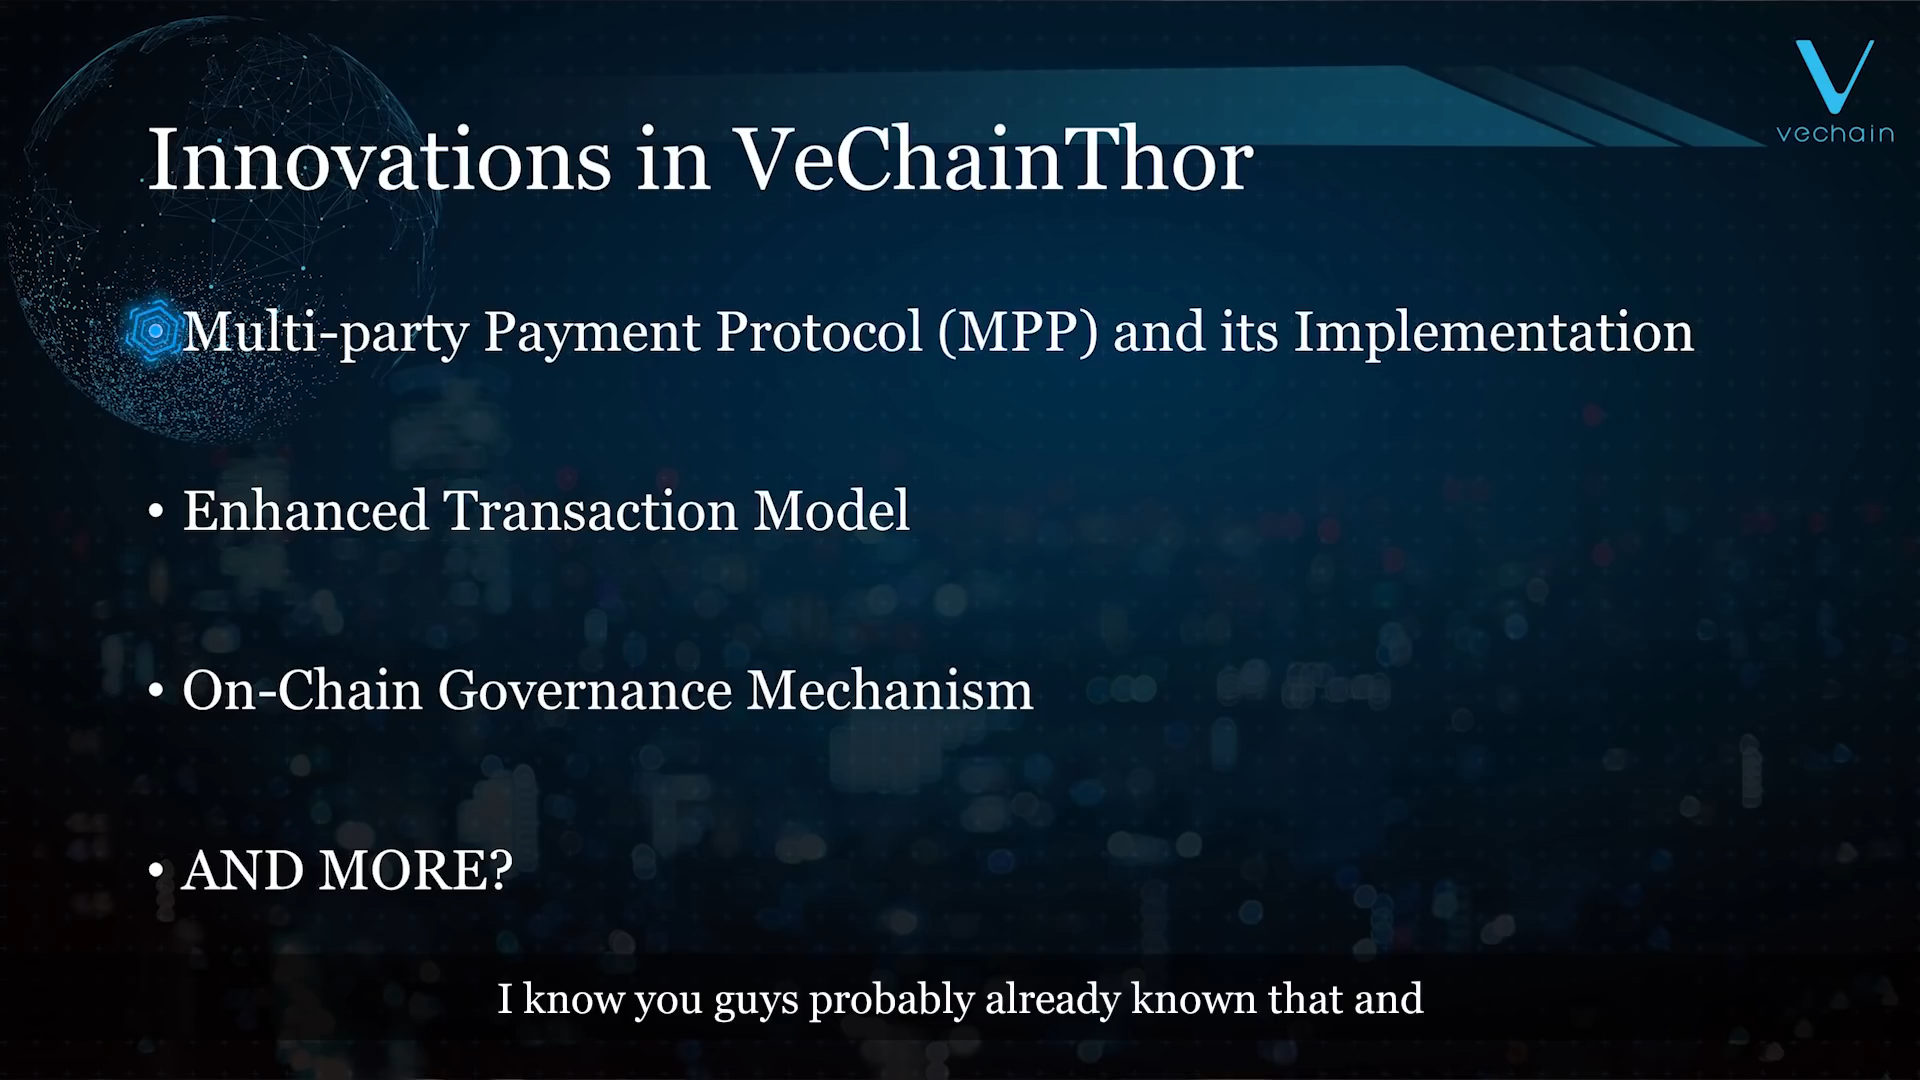 vechain
Innovations in VeChainThor
Multi-party Payment Protocol (MPP) and its Implementation
• Enhanced Transaction Model
• On-Chain Governance Mechanism
• AND MORE?
I know you guys probably already known that and